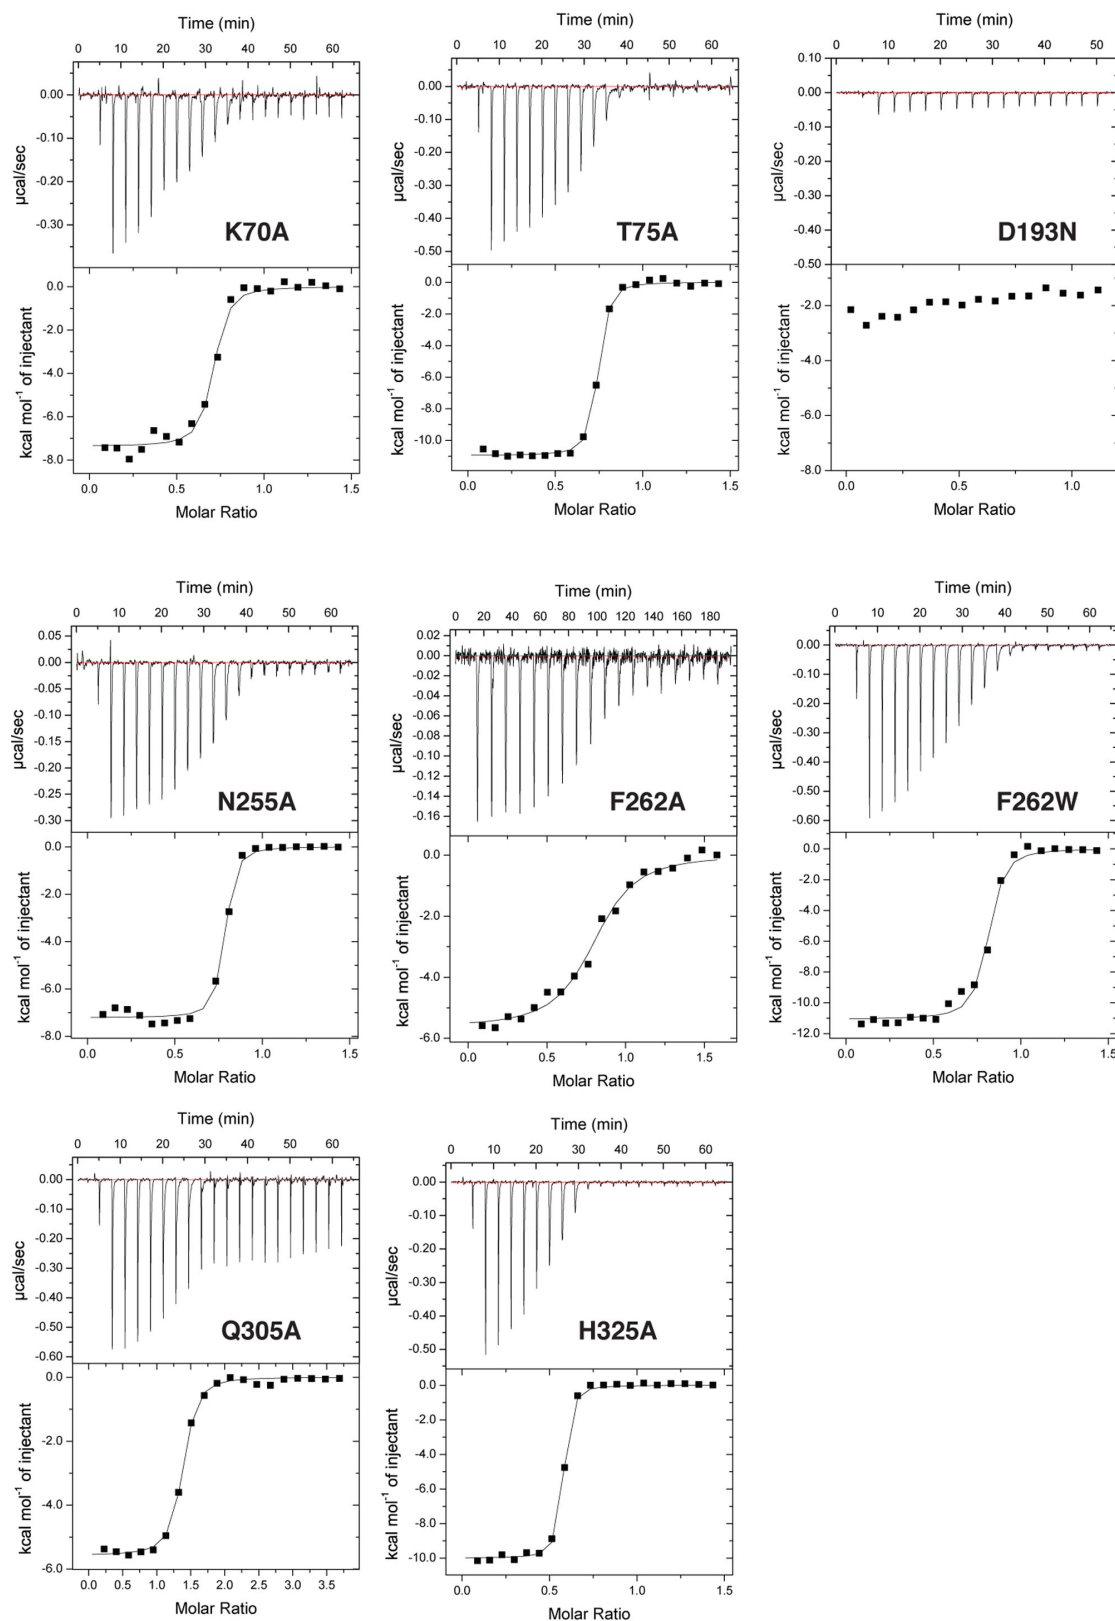 Time (min)
0 10 20 30 40 50 60
0.00
-0.10
-0.20
-0.30
µcal/sec
K70A
0.0
-2.0
-4.0
-6.0
-8.0
kcal mol⁻¹ of injectant
0.0 0.5 1.0 1.5
Molar Ratio
Time (min)
0 10 20 30 40 50 60
0.00
-0.10
-0.20
-0.30
-0.40
-0.50
µcal/sec
T75A
0.0
-2.0
-4.0
-6.0
-8.0
-10.0
kcal mol⁻¹ of injectant
0.0 0.5 1.0 1.5
Molar Ratio
Time (min)
0 10 20 30 40 50
0.10
0.00
-0.10
-0.20
-0.30
-0.40
-0.50
µcal/sec
D193N
-2.0
-4.0
-6.0
-8.0
kcal mol⁻¹ of injectant
0.0 0.5 1.0
Molar Ratio
Time (min)
0 10 20 30 40 50 60
0.05
0.00
-0.05
-0.10
-0.15
-0.20
-0.25
-0.30
µcal/sec
N255A
0.0
-2.0
-4.0
-6.0
-8.0
kcal mol⁻¹ of injectant
0.0 0.5 1.0 1.5
Molar Ratio
Time (min)
0 20 40 60 80 100 120 140 160 180
0.02
0.00
-0.02
-0.04
-0.06
-0.08
-0.10
-0.12
-0.14
-0.16
µcal/sec
F262A
0.0
-2.0
-4.0
-6.0
kcal mol⁻¹ of injectant
0.0 0.5 1.0 1.5
Molar Ratio
Time (min)
0 10 20 30 40 50 60
0.00
-0.10
-0.20
-0.30
-0.40
-0.50
-0.60
µcal/sec
F262W
0.0
-2.0
-4.0
-6.0
-8.0
-10.0
-12.0
kcal mol⁻¹ of injectant
0.0 0.5 1.0 1.5
Molar Ratio
Time (min)
0 10 20 30 40 50 60
0.00
-0.10
-0.20
-0.30
-0.40
-0.50
-0.60
µcal/sec
Q305A
0.0
-2.0
-4.0
-6.0
kcal mol⁻¹ of injectant
0.0 0.5 1.0 1.5 2.0 2.5 3.0 3.5
Molar Ratio
Time (min)
0 10 20 30 40 50 60
0.00
-0.10
-0.20
-0.30
-0.40
-0.50
µcal/sec
H325A
0.0
-2.0
-4.0
-6.0
-8.0
-10.0
kcal mol⁻¹ of injectant
0.0 0.5 1.0 1.5
Molar Ratio